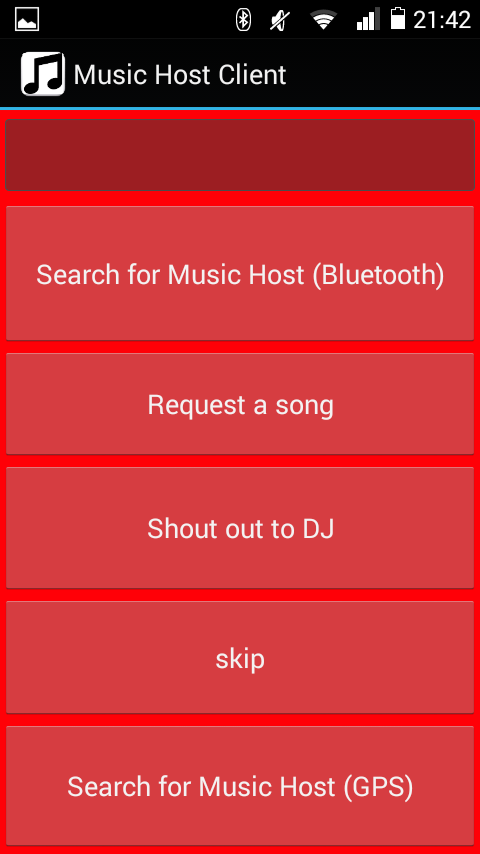 21:42
Music Host Client
Search for Music Host (Bluetooth)
Request a song
Shout out to DJ
skip
Search for Music Host (GPS)